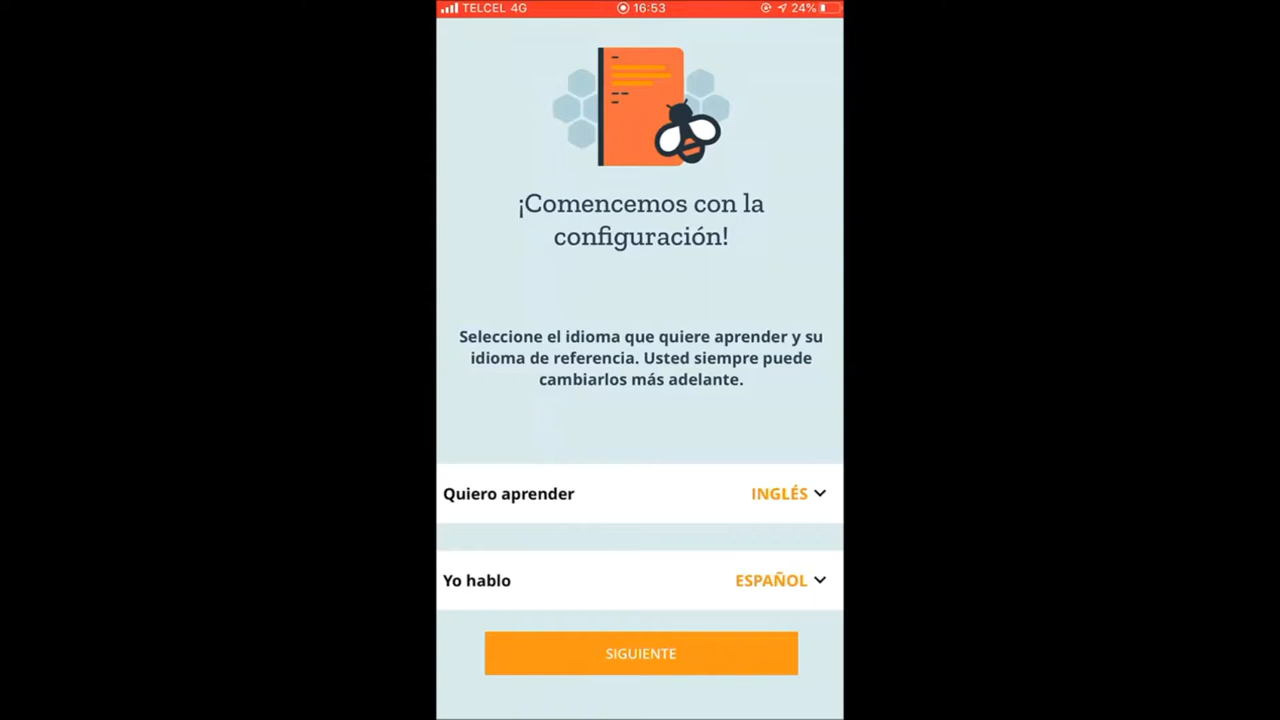 TELCEL 4G 16:53 24%
¡Comencemos con la
configuración!
Seleccione el idioma que quiere aprender y su
idioma de referencia. Usted siempre puede
cambiarlos más adelante.
Quiero aprender INGLÉS
Yo hablo ESPAÑOL
SIGUIENTE